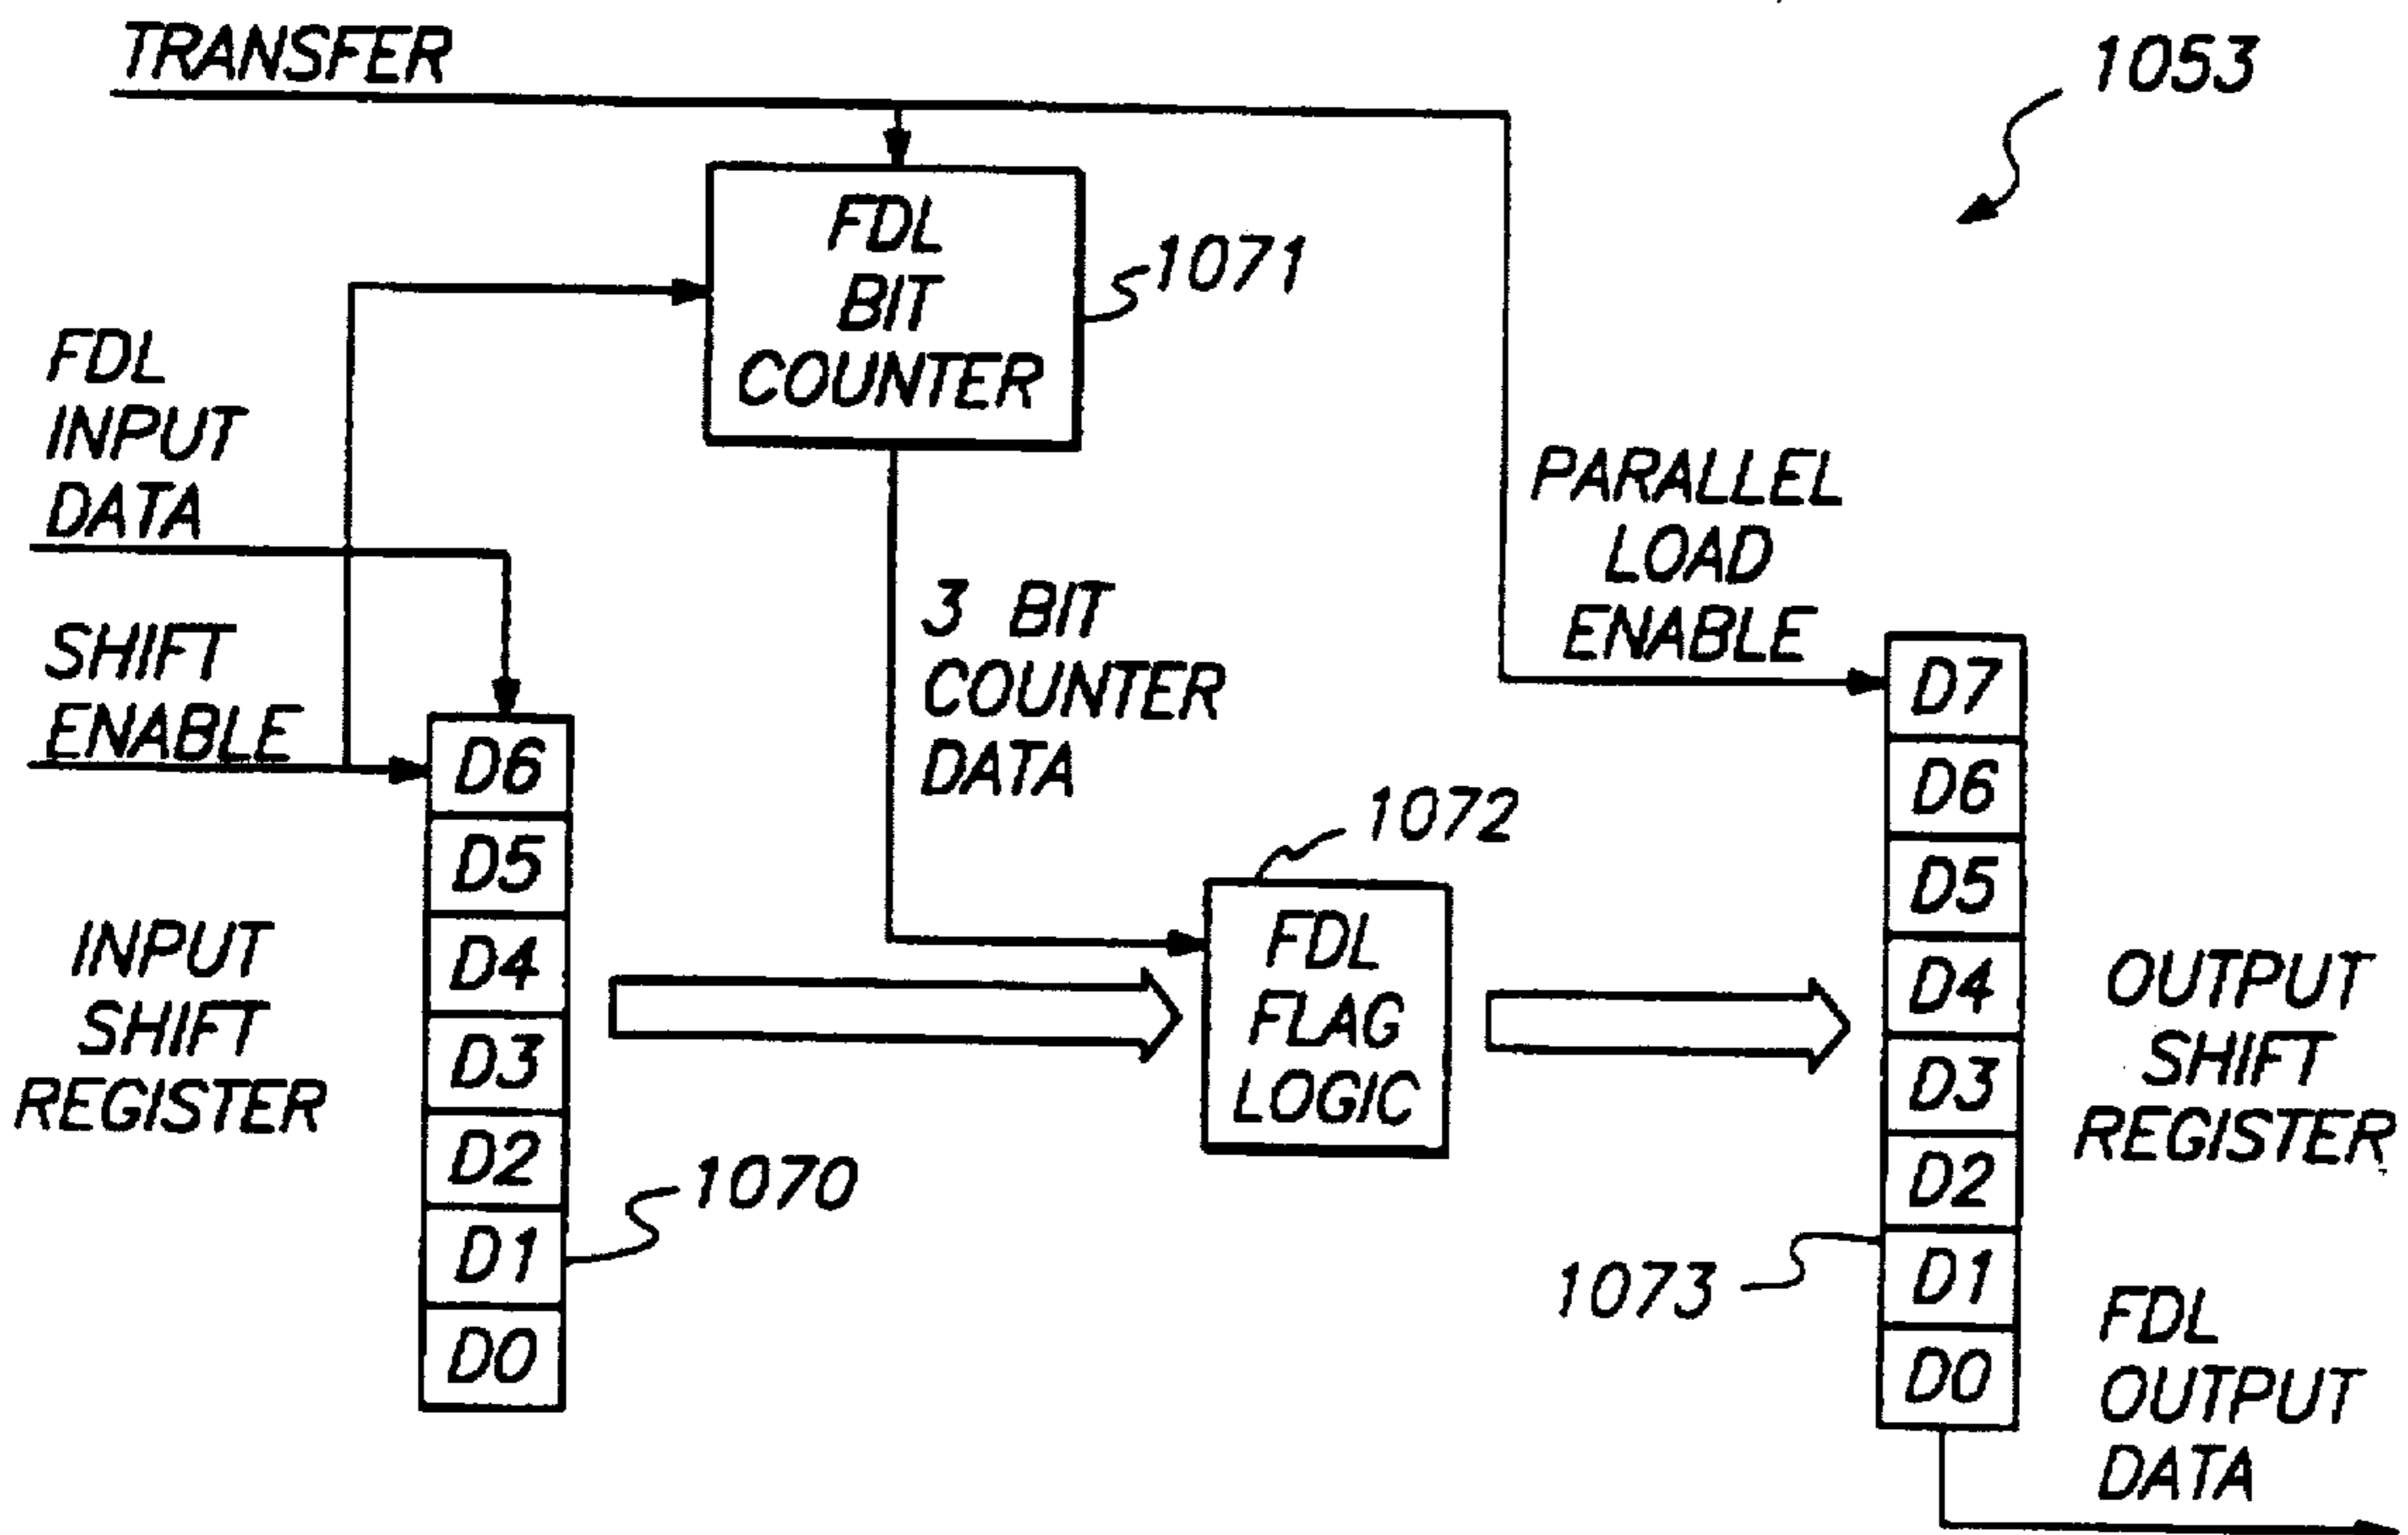 TRANSFER
1053
FDL
BIT
COUNTER
1071
FDL
INPUT
DATA
SHIFT
ENABLE
PARALLEL
LOAD
ENABLE
3 BIT
COUNTER
DATA
D6
D5
D4
D3
D2
D1
D0
INPUT
SHIFT
REGISTER
1070
1072
FDL
FLAG
LOGIC
D7
D6
D5
D4
D3
D2
D1
D0
OUTPUT
SHIFT
REGISTER
1073
FDL
OUTPUT
DATA